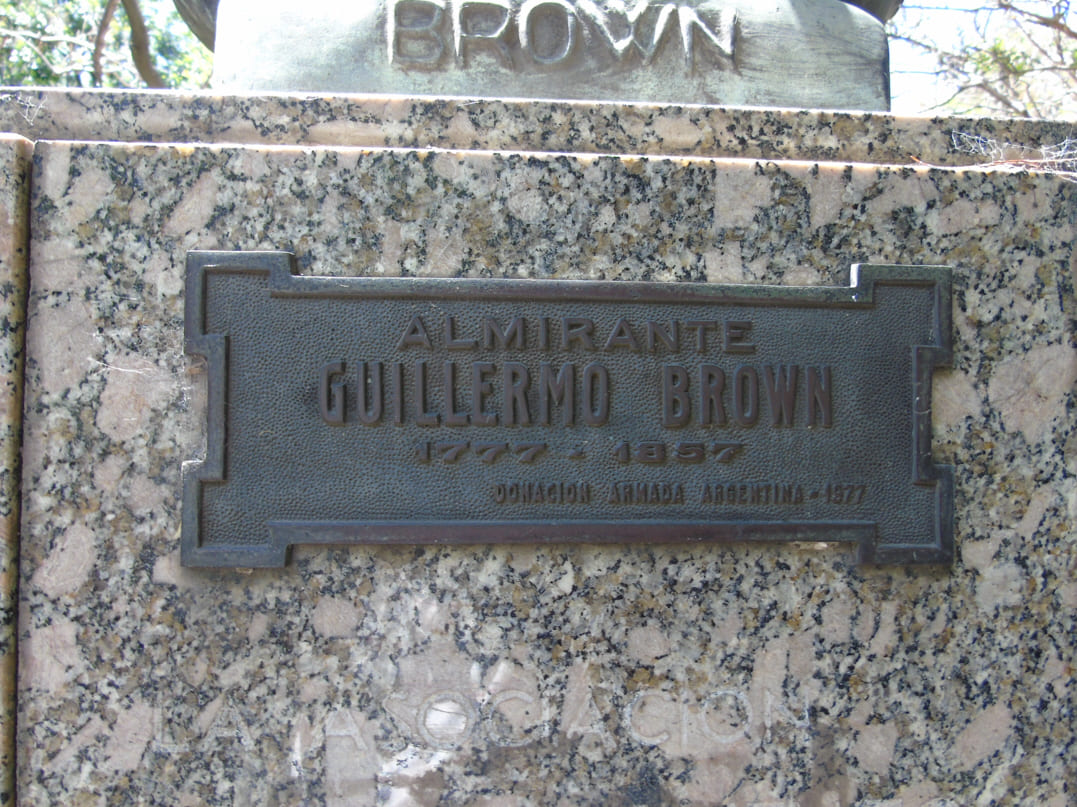 BROWN
ALMIRANTE
GUILLERMO BROWN
1777 - 1857
DONACION ARMADA ARGENTINA - 1977
LA ASOCIACION